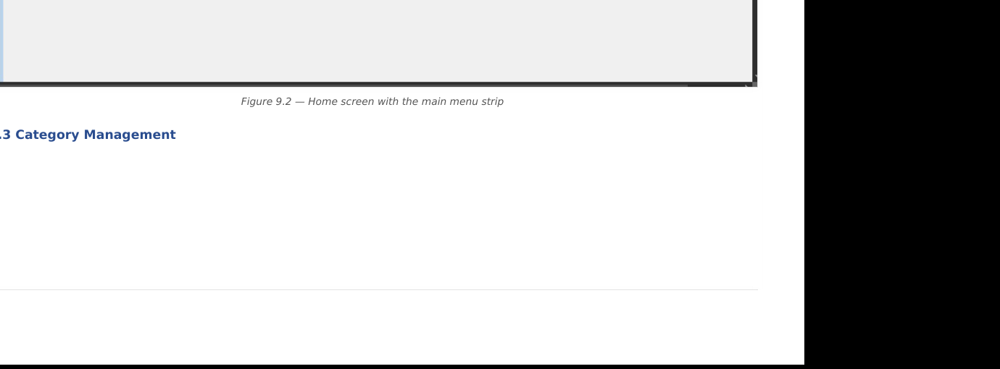 Figure 9.2 — Home screen with the main menu strip
.3 Category Management